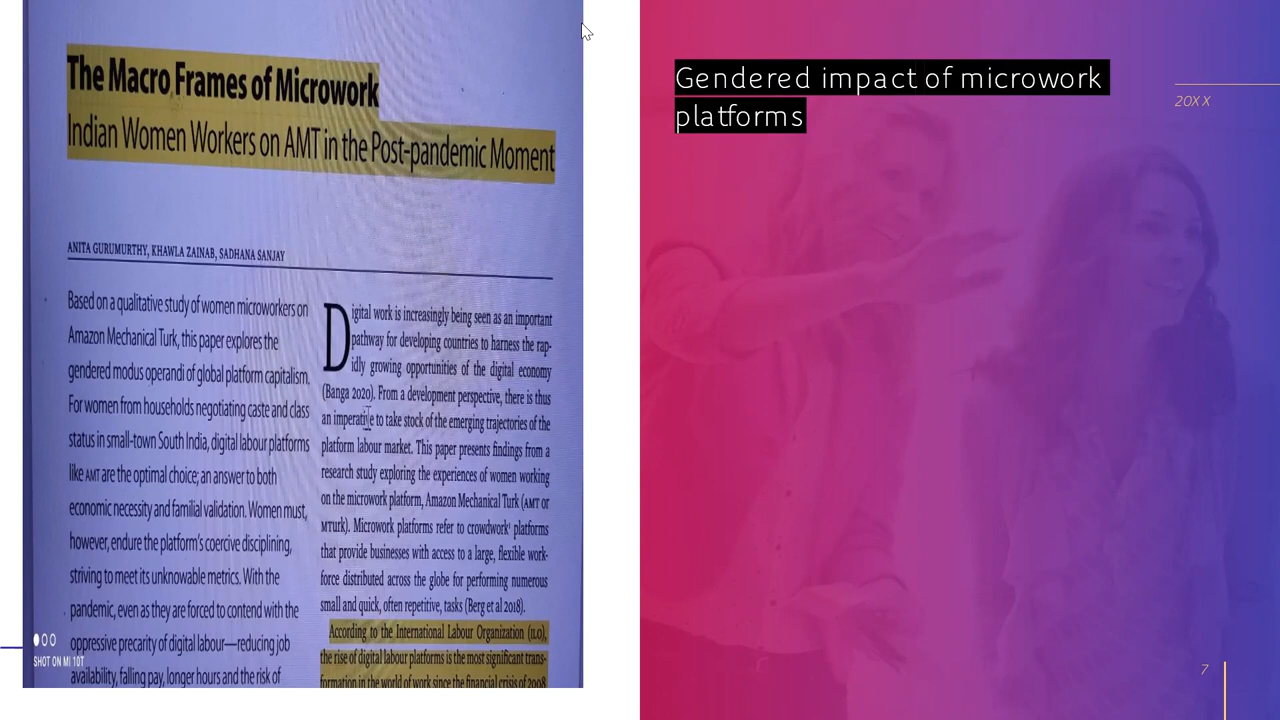 The Macro Frames of Microwork
Indian Women Workers on AMT in the Post-pandemic Moment
ANITA GURUMURTHY, KHAWLA ZAINAB, SADHANA SANJAY
Based on a qualitative study of women microworkers on
Amazon Mechanical Turk, this paper explores the
gendered modus operandi of global platform capitalism.
For women from households negotiating caste and class
status in small-town South India, digital labour platforms
like AMT are the optimal choice; an answer to both
economic necessity and familial validation. Women must,
however, endure the platform's coercive disciplining,
striving to meet its unknowable metrics. With the
pandemic, even as they are forced to contend with the
oppressive precarity of digital labour—reducing job
availability, falling pay, longer hours and the risk of
Digital work is increasingly being seen as an important
pathway for developing countries to harness the rap-
idly growing opportunities of the digital economy
(Banga 2020). From a development perspective, there is thus
an imperative to take stock of the emerging trajectories of the
platform labour market. This paper presents findings from a
research study exploring the experiences of women working
on the microwork platform, Amazon Mechanical Turk (AMT or
MTurk). Microwork platforms refer to crowdwork¹ platforms
that provide businesses with access to a large, flexible work-
force distributed across the globe for performing numerous
small and quick, often repetitive, tasks (Berg et al 2018).
According to the International Labour Organization (ILO),
the rise of digital labour platforms is the most significant trans-
formation in the world of work since the financial crisis of 2008
SHOT ON MI 10T
Gendered impact of microwork
platforms
20XX
7